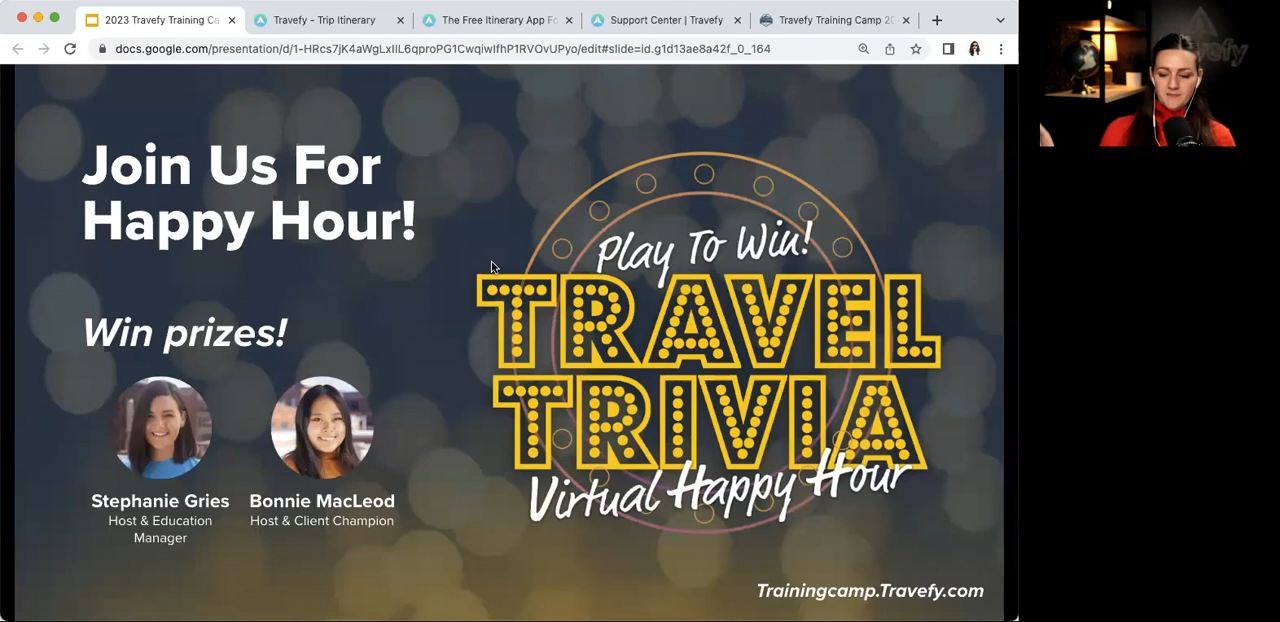 2023 Travefy Training Ca
Travefy - Trip Itinerary
The Free Itinerary App Fo
Support Center | Travefy
Travefy Training Camp 20
docs.google.com/presentation/d/1-HRcs7jK4aWgLxIlL6qproPG1CwqiwIfhP1RVOvUPyo/edit#slide=id.g1d13ae8a42f_0_164
Join Us For
Happy Hour!
Win prizes!
Stephanie Gries
Host & Education
Manager
Bonnie MacLeod
Host & Client Champion
Play To Win!
TRAVEL
TRIVIA
Virtual Happy Hour
Trainingcamp.Travefy.com